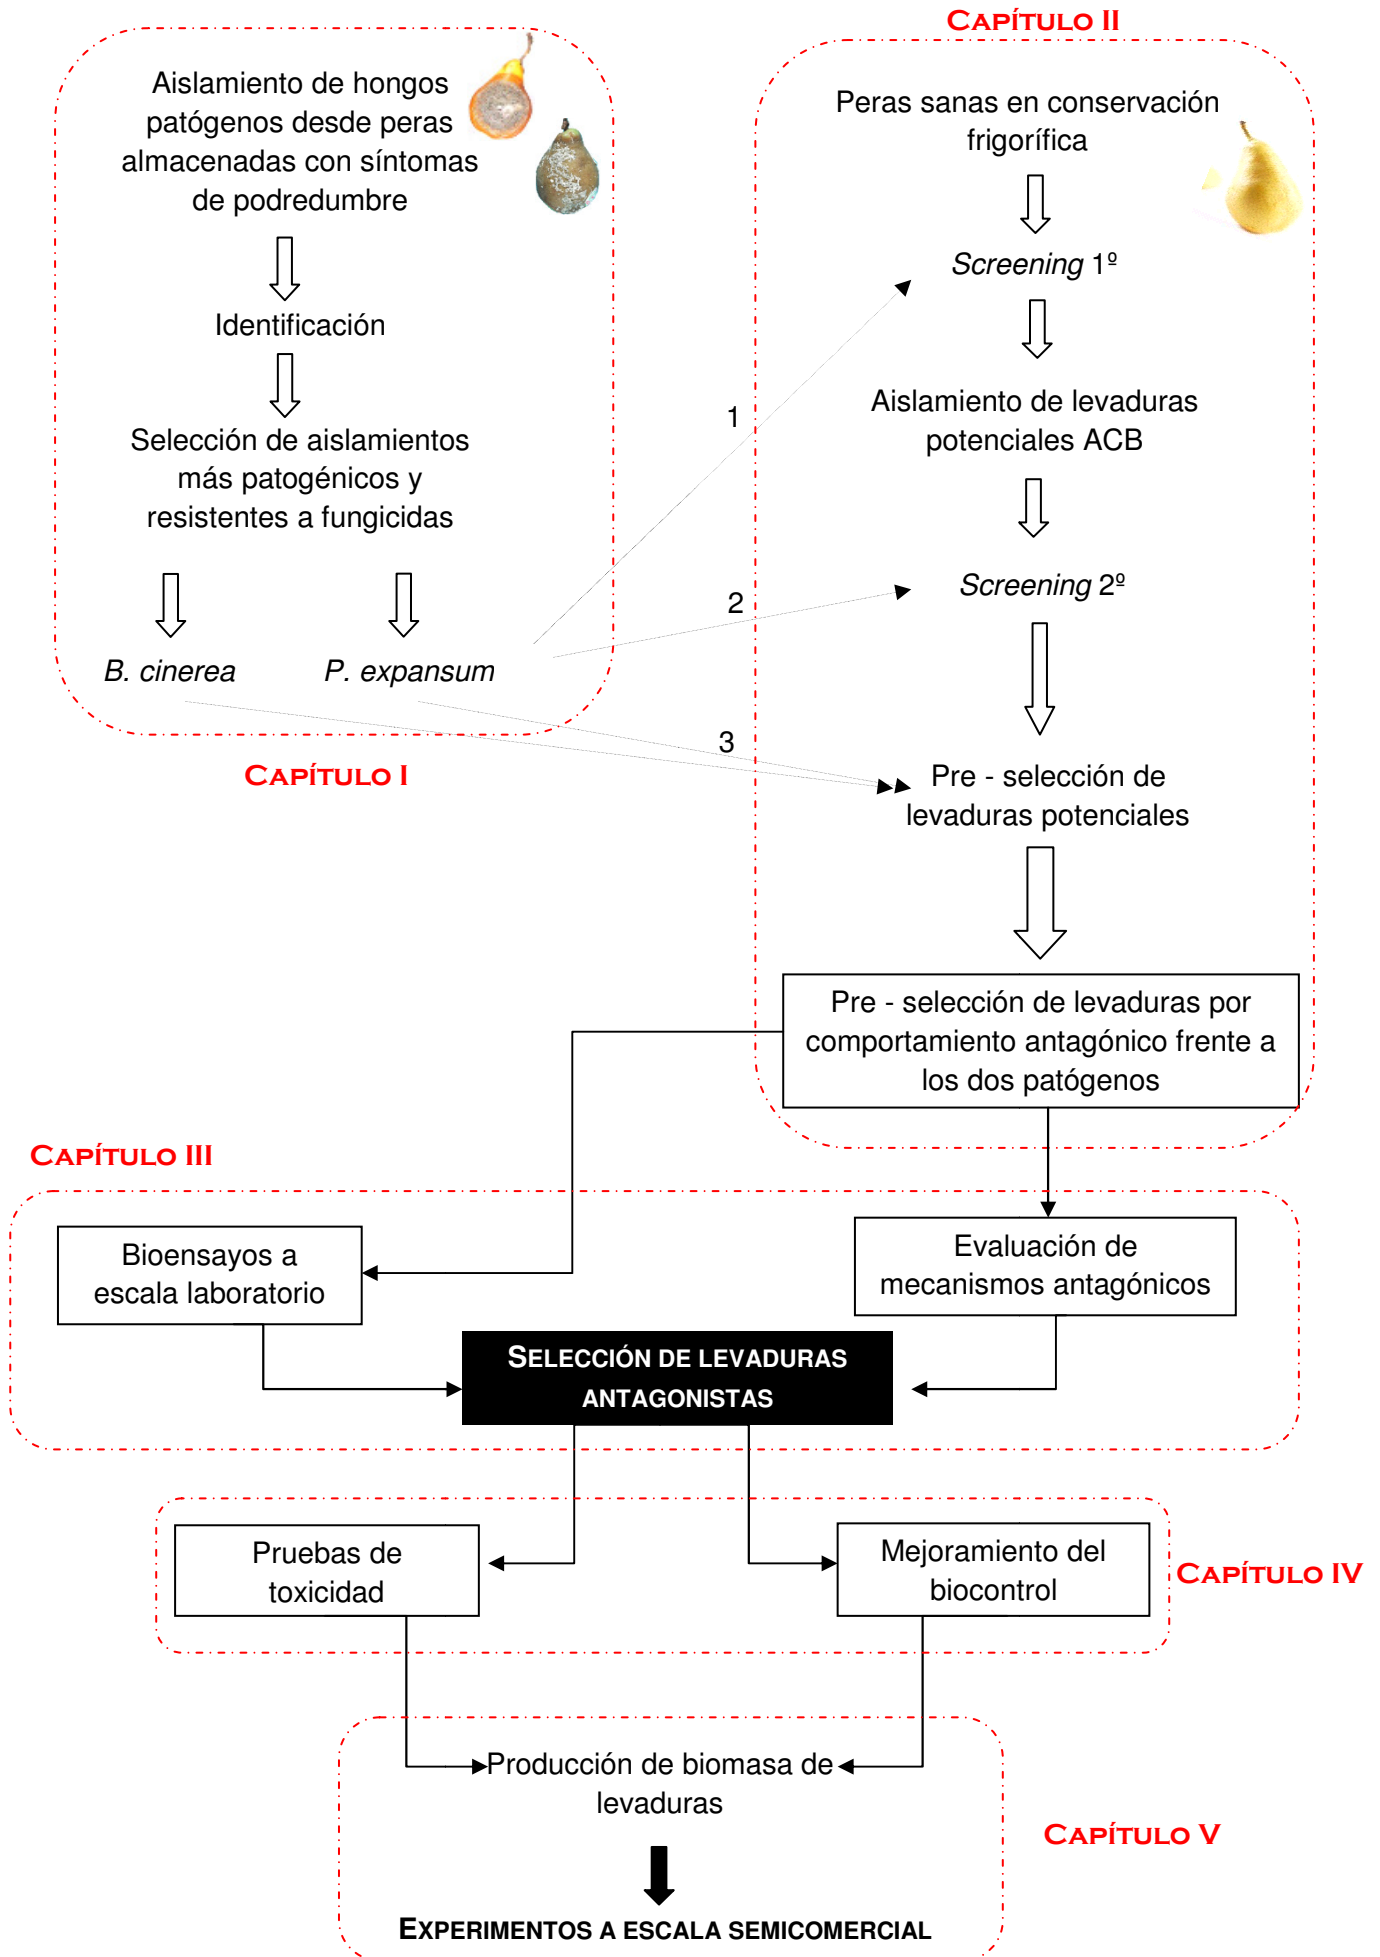 CAPÍTULO II
Aislamiento de hongos
patógenos desde peras
almacenadas con síntomas
de podredumbre
Identificación
Selección de aislamientos
más patogénicos y
resistentes a fungicidas
B. cinerea
P. expansum
CAPÍTULO I
1
2
3
Peras sanas en conservación
frigorífica
Screening 1º
Aislamiento de levaduras
potenciales ACB
Screening 2º
Pre - selección de
levaduras potenciales
Pre - selección de levaduras por
comportamiento antagónico frente a
los dos patógenos
CAPÍTULO III
Bioensayos a
escala laboratorio
Evaluación de
mecanismos antagónicos
SELECCIÓN DE LEVADURAS
ANTAGONISTAS
Pruebas de
toxicidad
Mejoramiento del
biocontrol
CAPÍTULO IV
Producción de biomasa de
levaduras
CAPÍTULO V
EXPERIMENTOS A ESCALA SEMICOMERCIAL